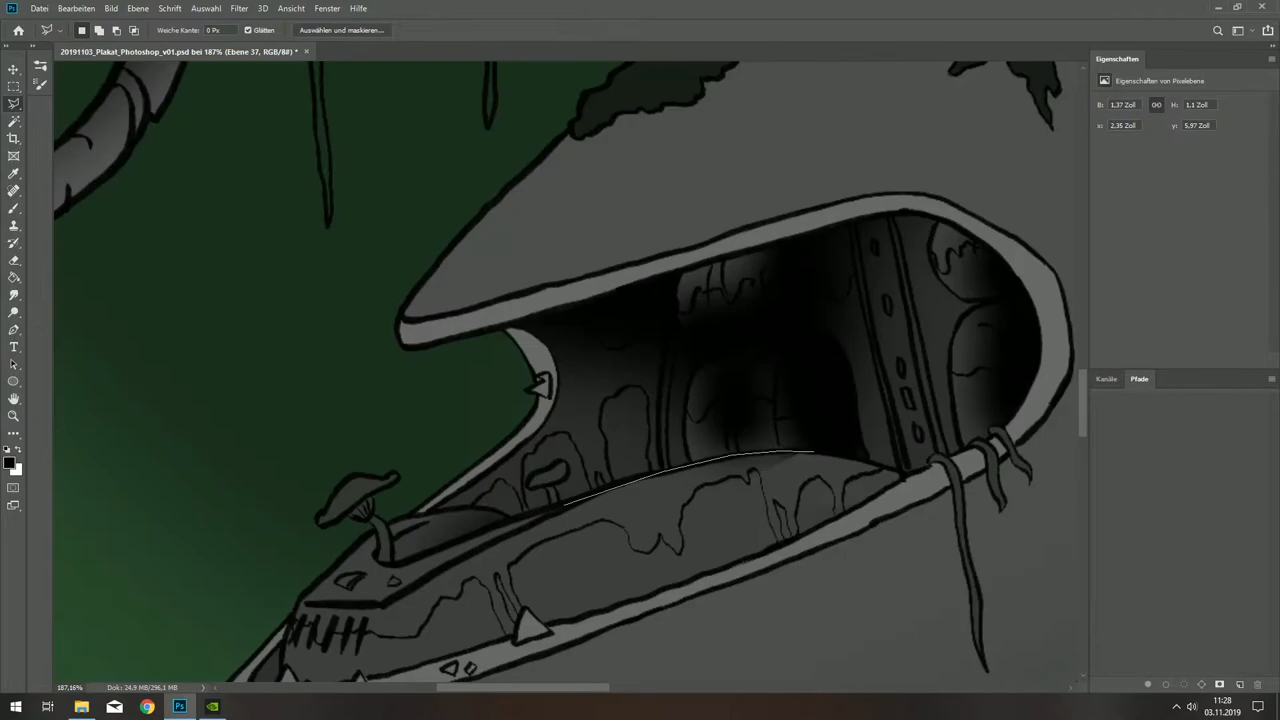 Ps Datei Bearbeiten Bild Ebene Schrift Auswahl Filter 3D Ansicht Fenster Hilfe
Weiche Kante: 0 Px Glätten Auswählen und maskieren...
20191103_Plakat_Photoshop_v01.psd bei 187% (Ebene 37, RGB/8#) *
Eigenschaften
Eigenschaften von Pixelebene
B: 1,37 Zoll H: 1,1 Zoll
x: 2,35 Zoll y: 5,97 Zoll
Kanäle Pfade
187,16% Dok: 24,9 MB/296,1 MB
Ps
11:28
03.11.2019